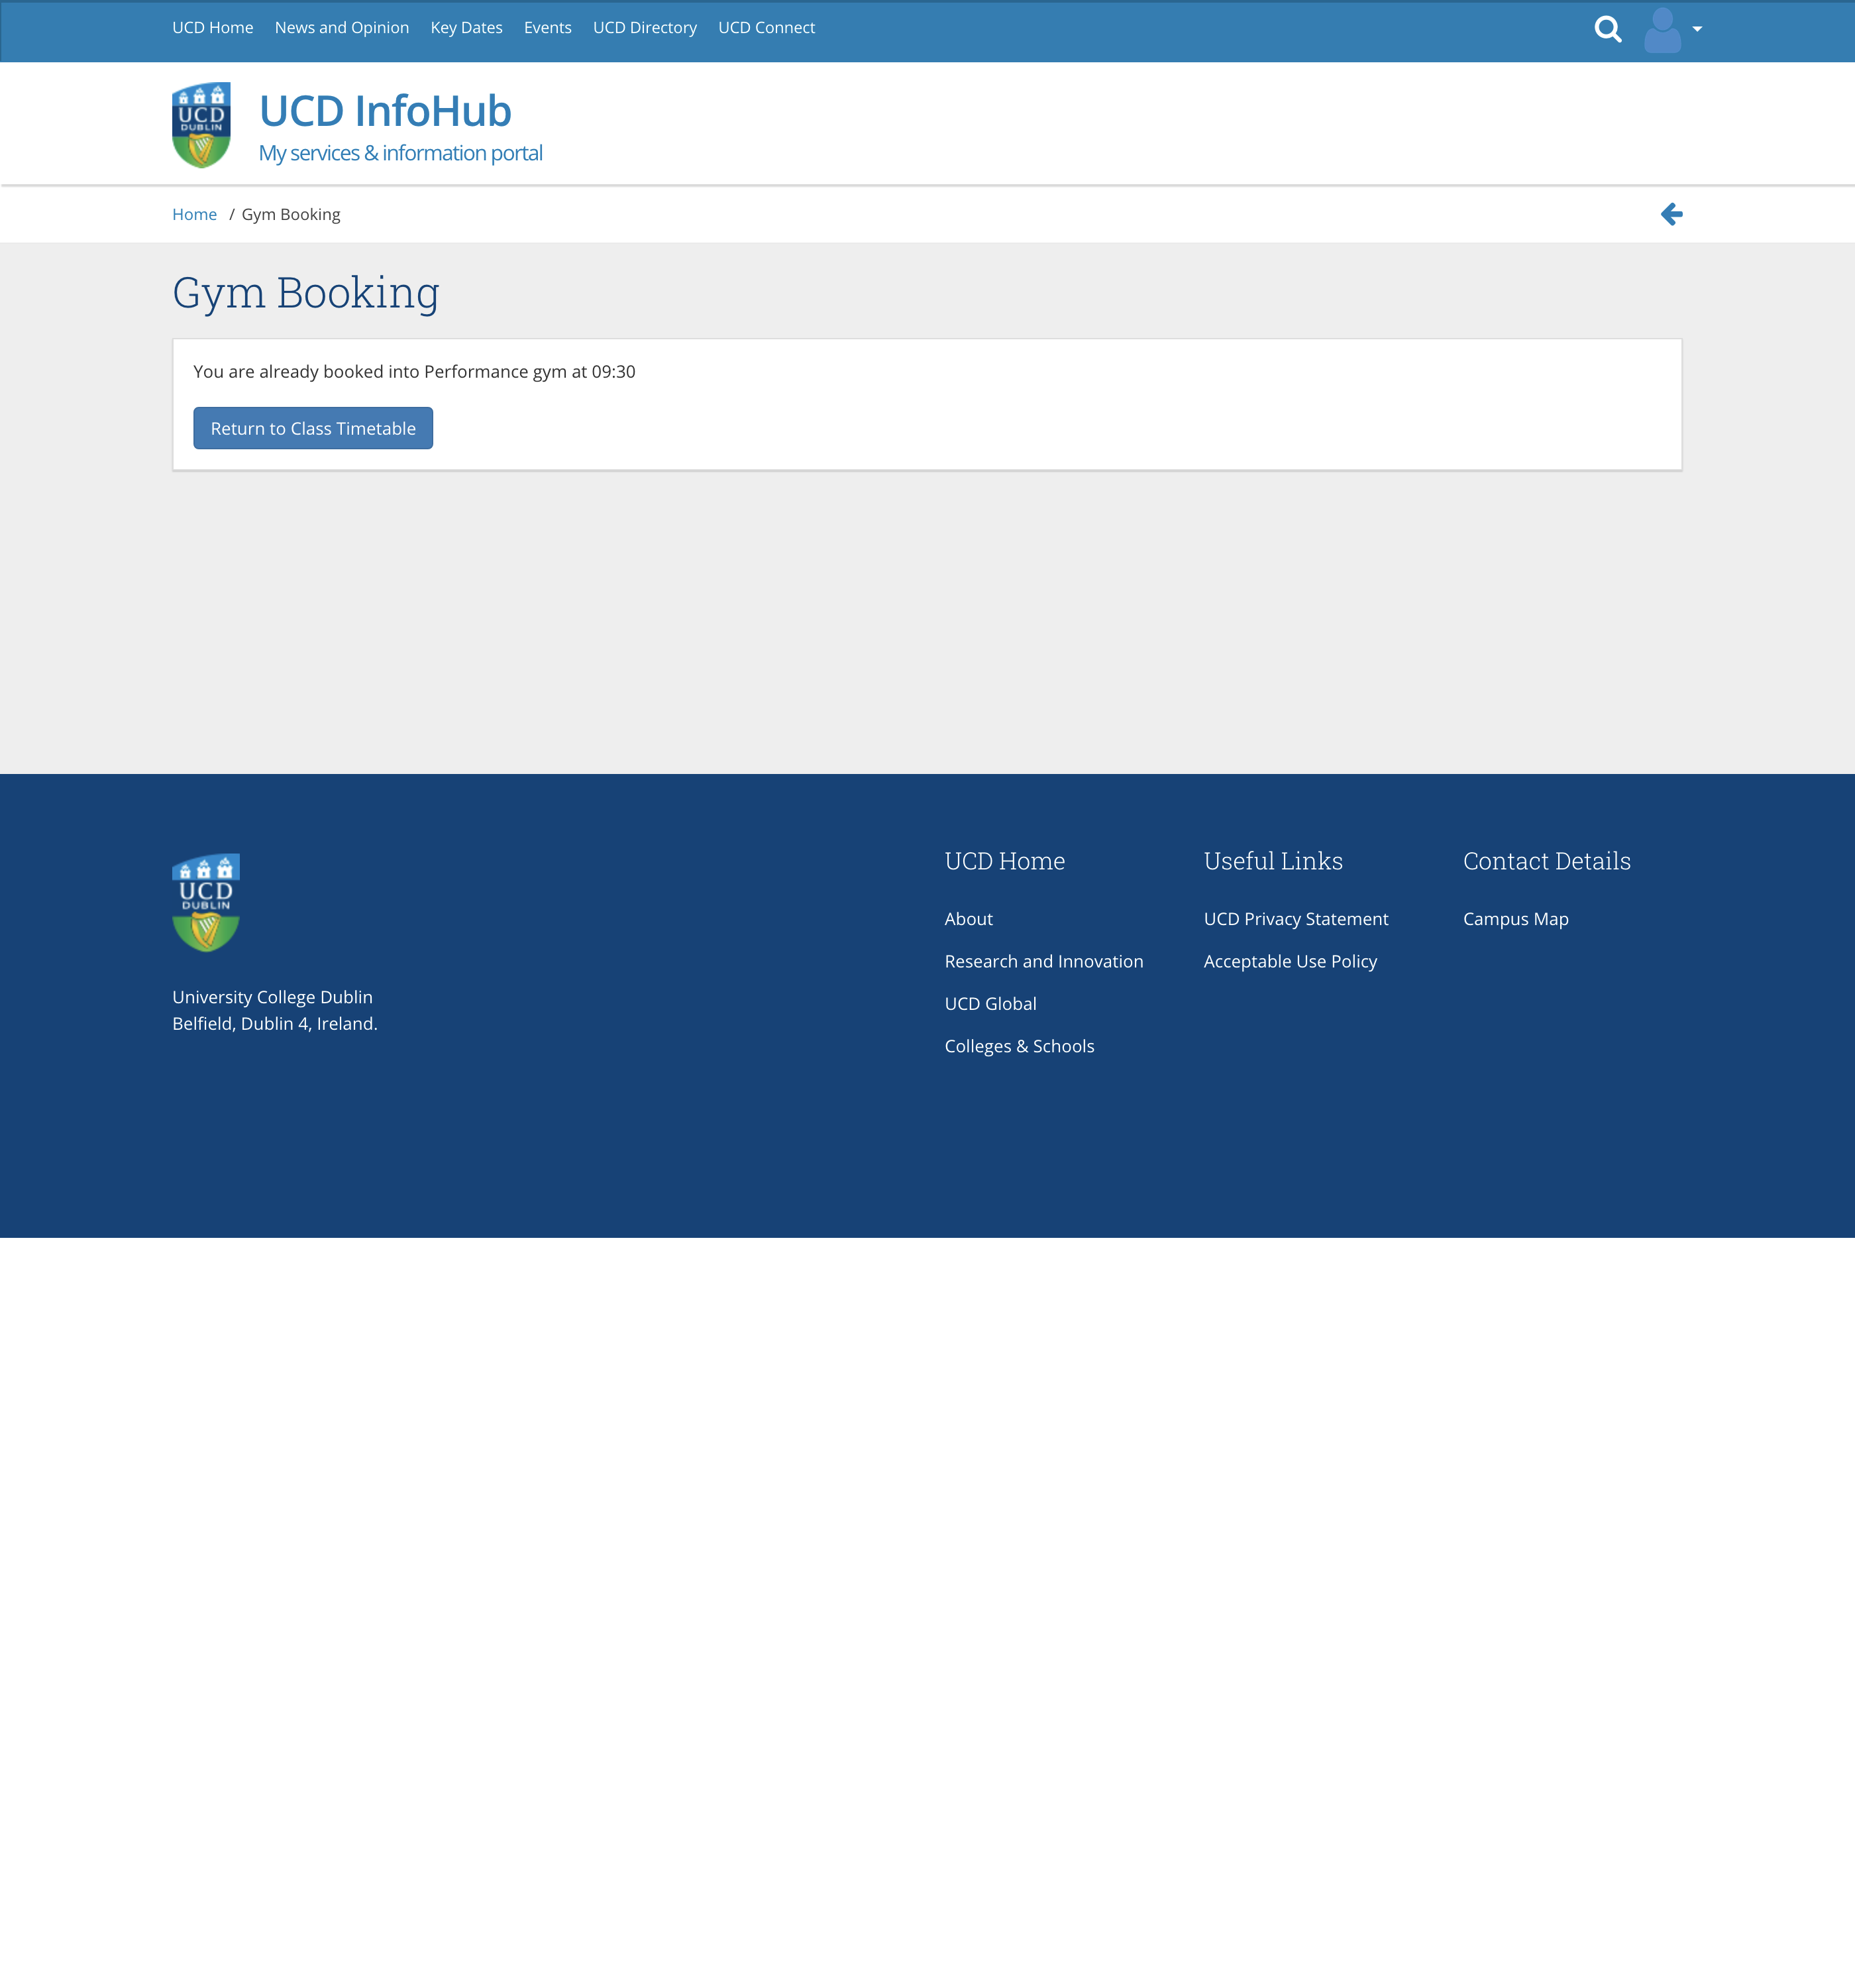 UCD Home News and Opinion Key Dates Events UCD Directory UCD Connect
UCD
DUBLIN
UCD InfoHub
My services & information portal
Home / Gym Booking
Gym Booking
You are already booked into Performance gym at 09:30
Return to Class Timetable
UCD
DUBLIN
University College Dublin
Belfield, Dublin 4, Ireland.
UCD Home
About
Research and Innovation
UCD Global
Colleges & Schools
Useful Links
UCD Privacy Statement
Acceptable Use Policy
Contact Details
Campus Map